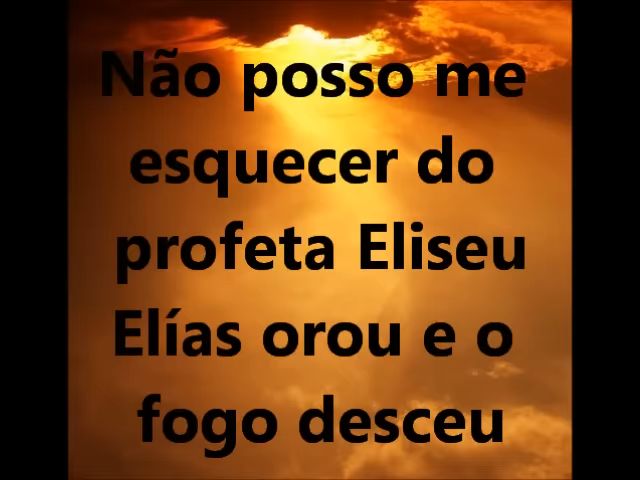 Não posso me
esquecer do
profeta Eliseu
Elías orou e o
fogo desceu